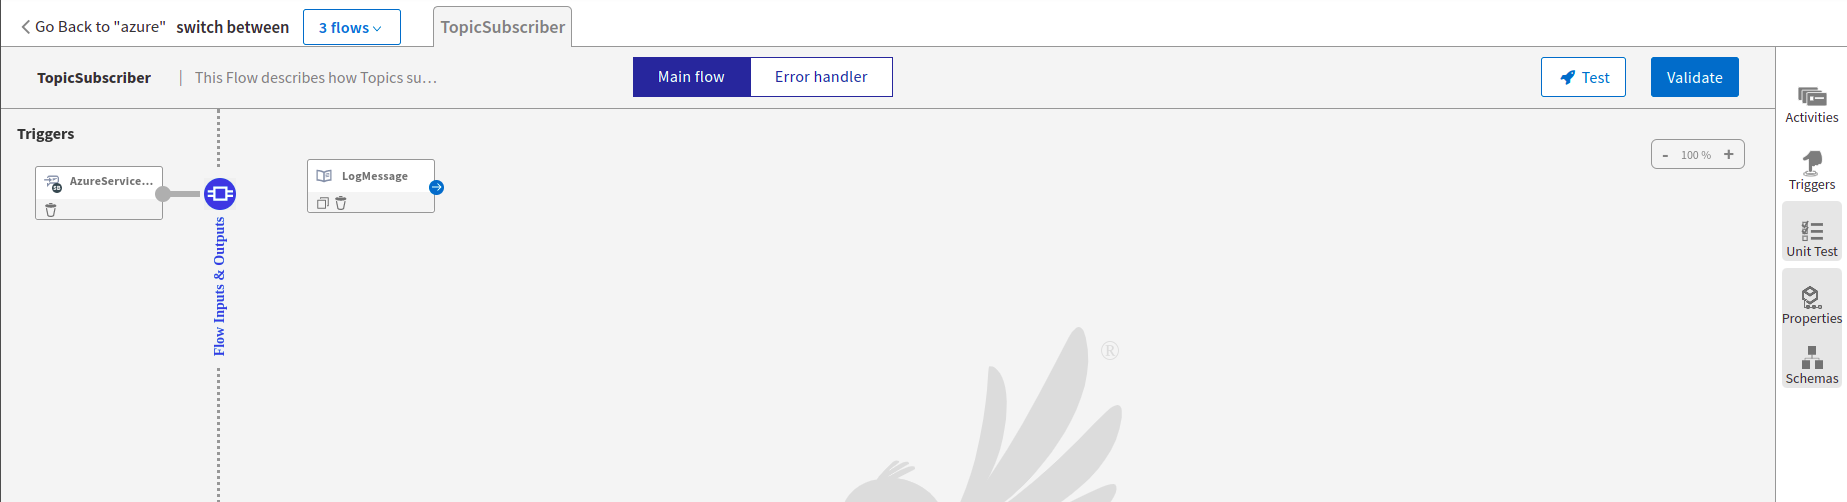 Go Back to "azure" switch between 3 flows TopicSubscriber
TopicSubscriber | This Flow describes how Topics su... Main flow Error handler Test Validate
Triggers
AzureService...
LogMessage
Flow Inputs & Outputs
- 100 % +
®
Activities
Triggers
Unit Test
Properties
Schemas